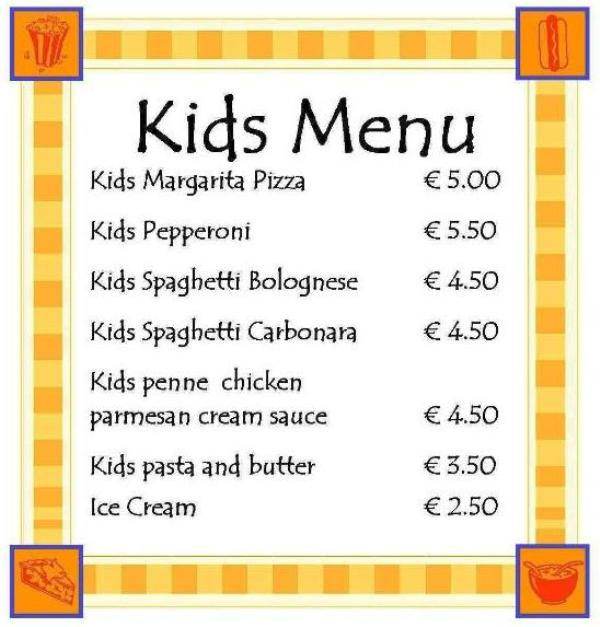 Kids Menu
Kids Margarita Pizza € 5.00
Kids Pepperoni € 5.50
Kids Spaghetti Bolognese € 4.50
Kids Spaghetti Carbonara € 4.50
Kids penne chicken
parmesan cream sauce € 4.50
Kids pasta and butter € 3.50
Ice Cream € 2.50